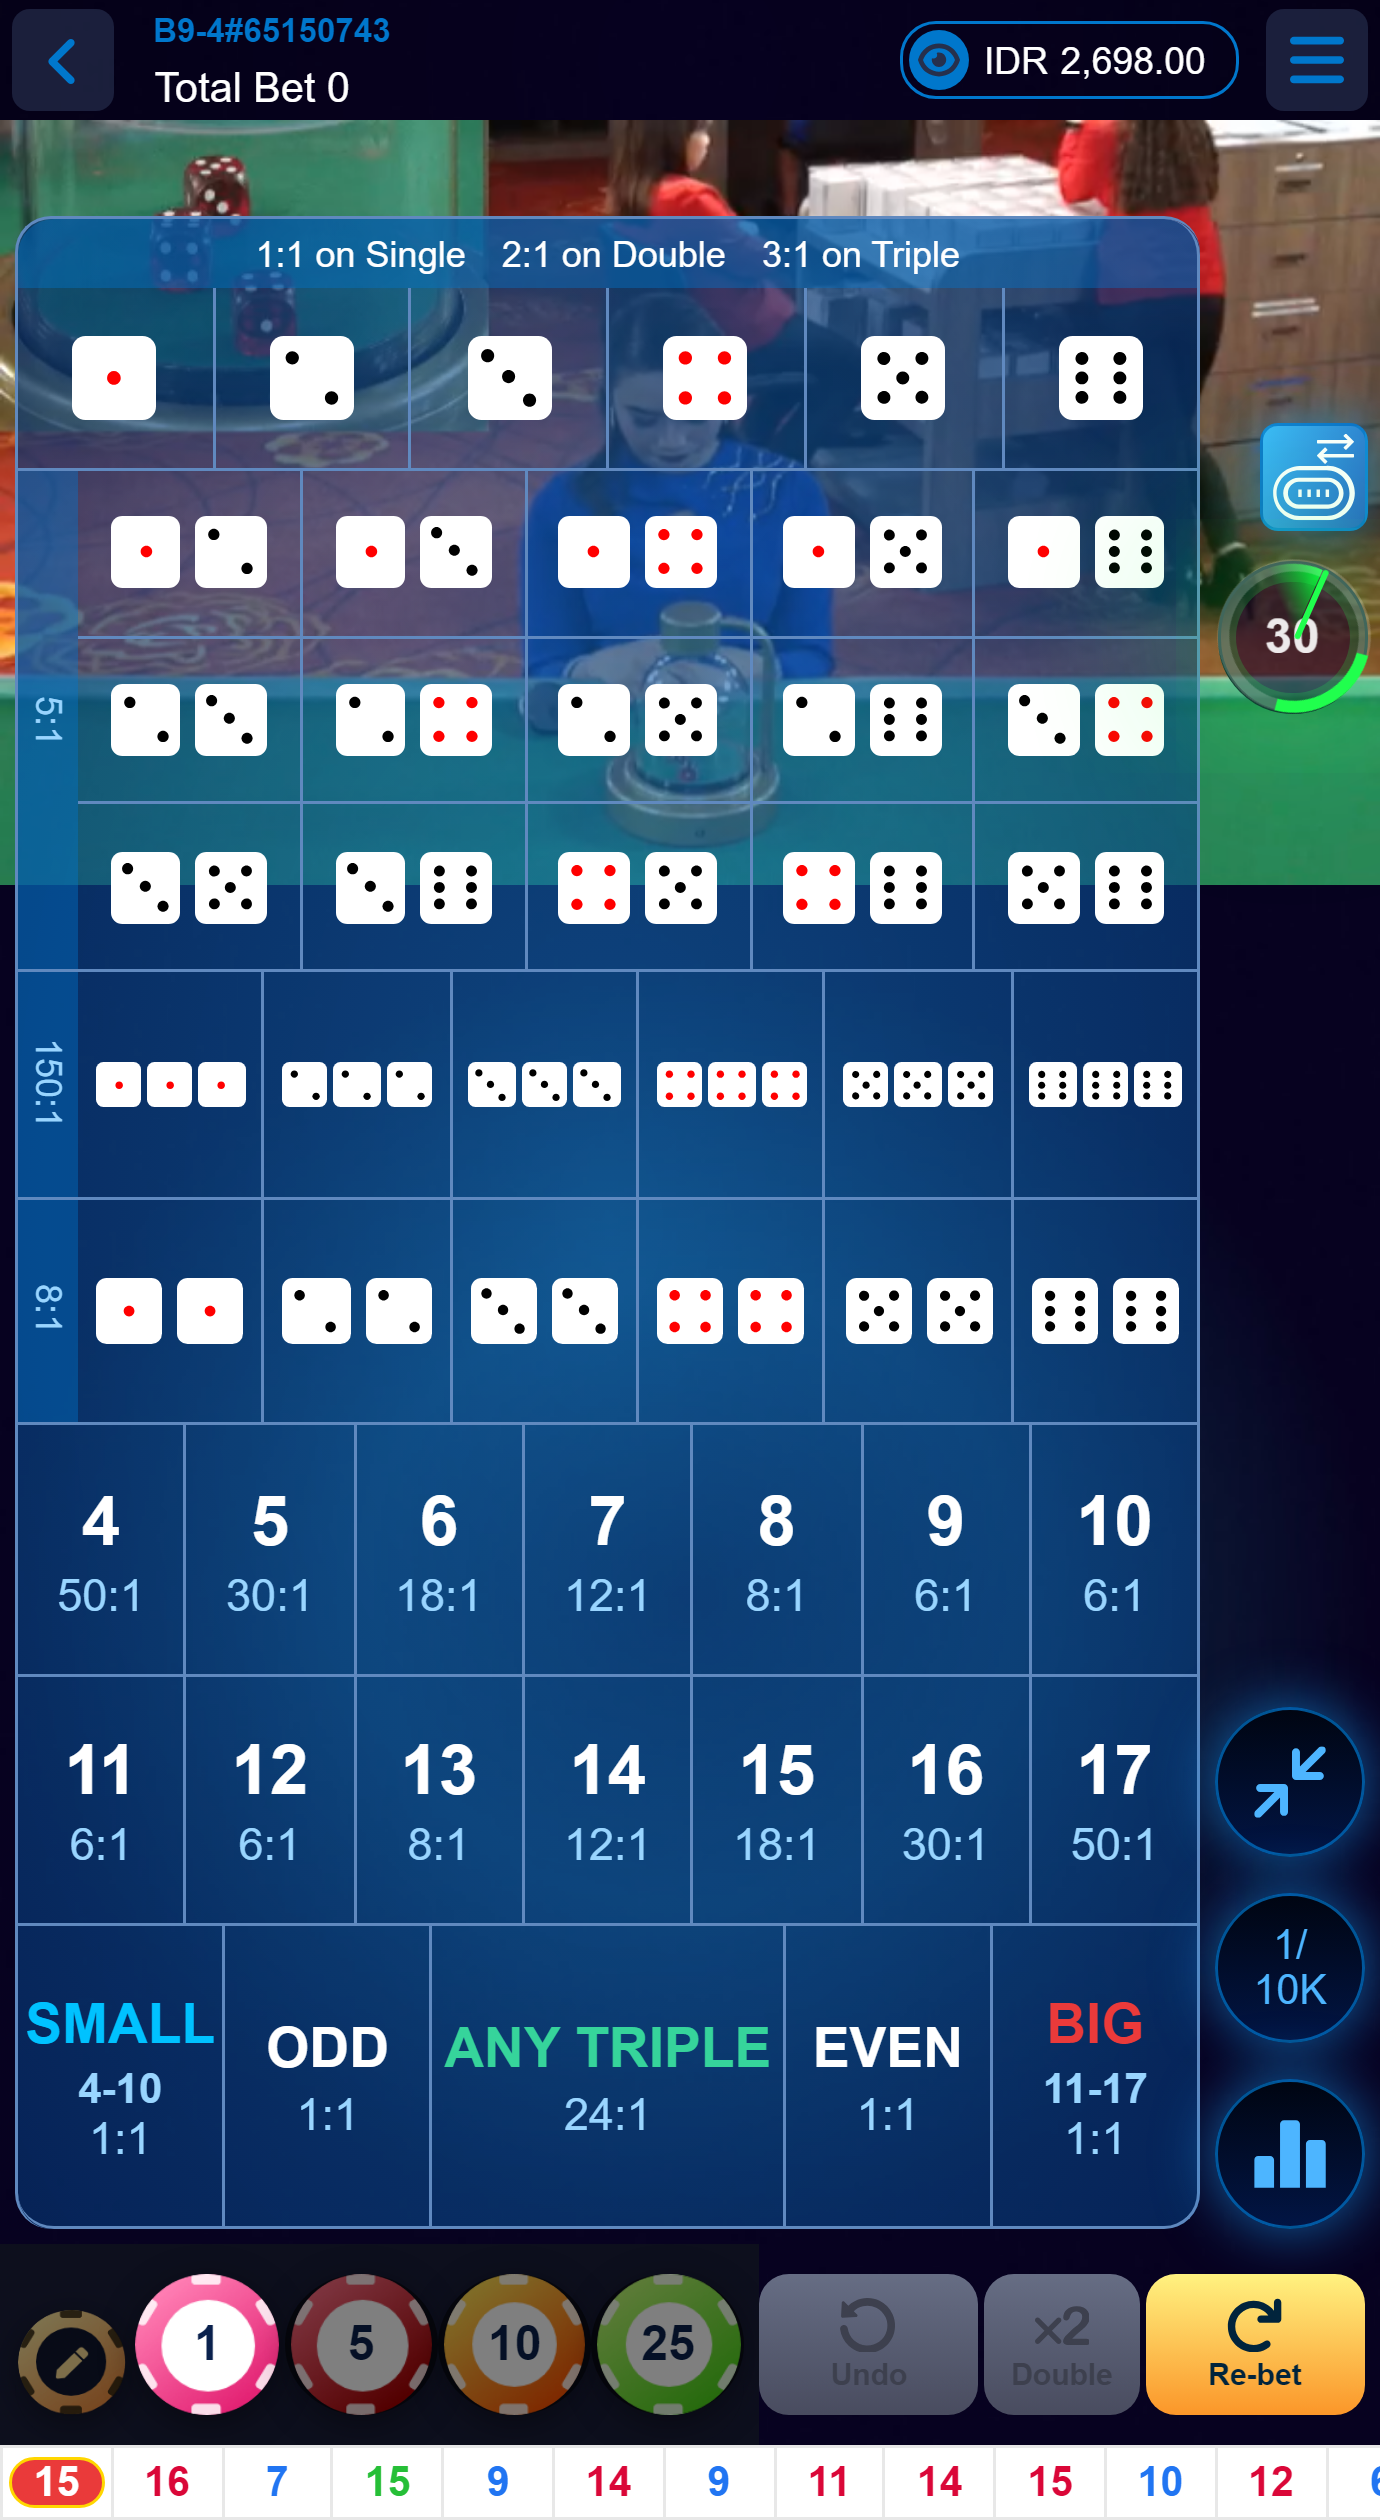 B9-4#65150743
Total Bet 0
IDR 2,698.00
1:1 on Single 2:1 on Double 3:1 on Triple
30
5:1
150:1
8:1
4 5 6 7 8 9 10
50:1 30:1 18:1 12:1 8:1 6:1 6:1
11 12 13 14 15 16 17
6:1 6:1 8:1 12:1 18:1 30:1 50:1
SMALL
4-10
1:1
ODD
1:1
ANY TRIPLE
24:1
EVEN
1:1
BIG
11-17
1:1
1/
10K
1 5 10 25
Undo
x2
Double
Re-bet
15 16 7 15 9 14 9 11 14 15 10 12